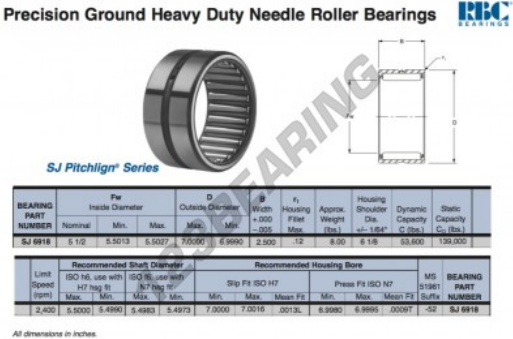 Precision Ground Heavy Duty Needle Roller Bearings
RBC
BEARINGS
B
r₁
Fw
D
SJ Pitchlign® Series
123BEARING
BEARING PART NUMBER
Fw Inside Diameter
D Outside Diameter
B Width +.000 -.005
r₁ Housing Fillet Max.
Approx. Weight (lbs.)
Housing Shoulder Dia. +/- 1/64"
Dynamic Capacity C (lbs.)
Static Capacity C₀ (lbs.)
Nominal Min. Max. Max. Min.
SJ 6918 5 1/2 5.5013 5.5027 7.0000 6.9990 2.500 .12 8.00 6 1/8 53,600 139,000
Limit Speed (rpm)
Recommended Shaft Diameter
Recommended Housing Bore
MS 51961 Suffix
BEARING PART NUMBER
ISO h6, use with H7 hsg fit
ISO f6, use with N7 hsg fit
Slip Fit ISO H7
Press Fit ISO N7
Max. Min. Max. Min. Min. Max. Mean Fit Min. Max. Mean Fit
2,400 5.5000 5.4990 5.4983 5.4973 7.0000 7.0016 .0013L 6.9980 6.9995 .0009T -52 SJ 6918
All dimensions in inches.